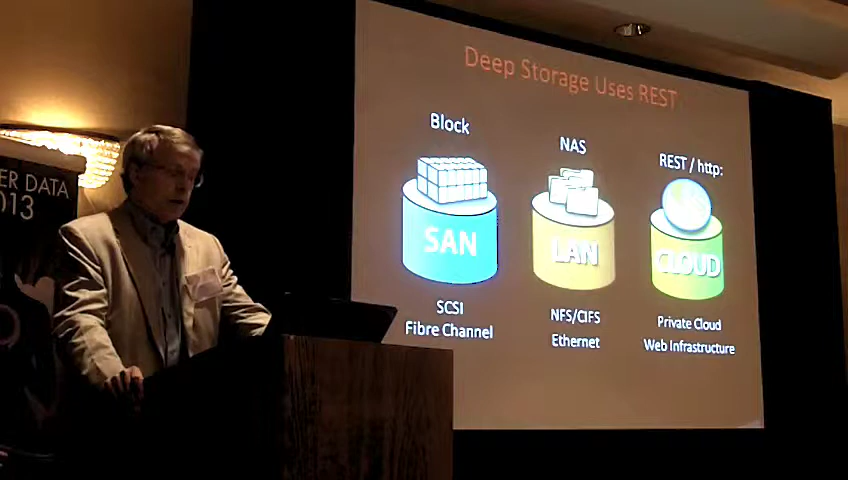 ER DATA
013
Deep Storage Uses REST
Block
SAN
SCSI
Fibre Channel
NAS
LAN
NFS/CIFS
Ethernet
REST / http:
CLOUD
Private Cloud
Web Infrastructure